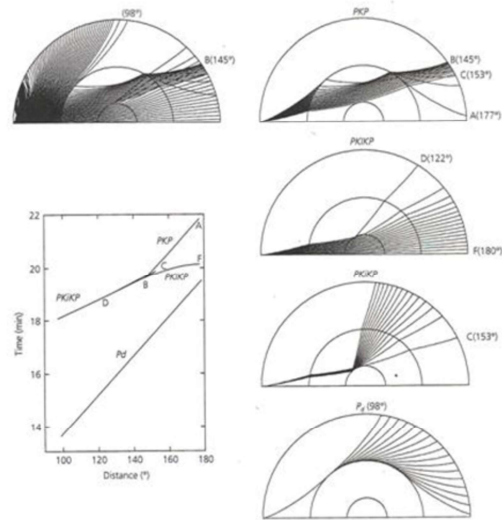 (98°)
B(145°)
PKP
B(145°)
C(153°)
A(177°)
PKIKP
D(122°)
F(180°)
PKiKP
C(153°)
Pd (98°)
22
20
18
16
14
Time (min)
A
PKP
C
F
PKIKP
B
PKiKP
D
Pd
100 120 140 160 180
Distance (°)